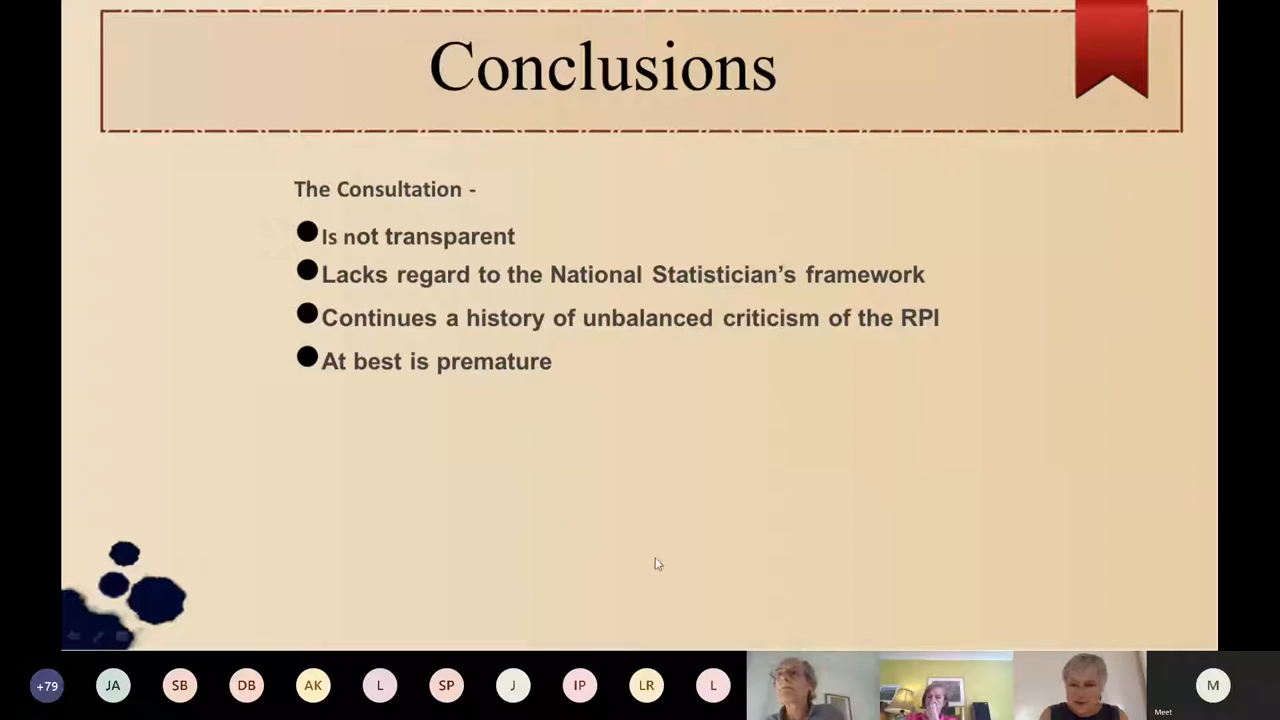 Conclusions
The Consultation -
Is not transparent
Lacks regard to the National Statistician's framework
Continues a history of unbalanced criticism of the RPI
At best is premature
+79
JA
SB
DB
AK
L
SP
J
IP
LR
L
M
Meet